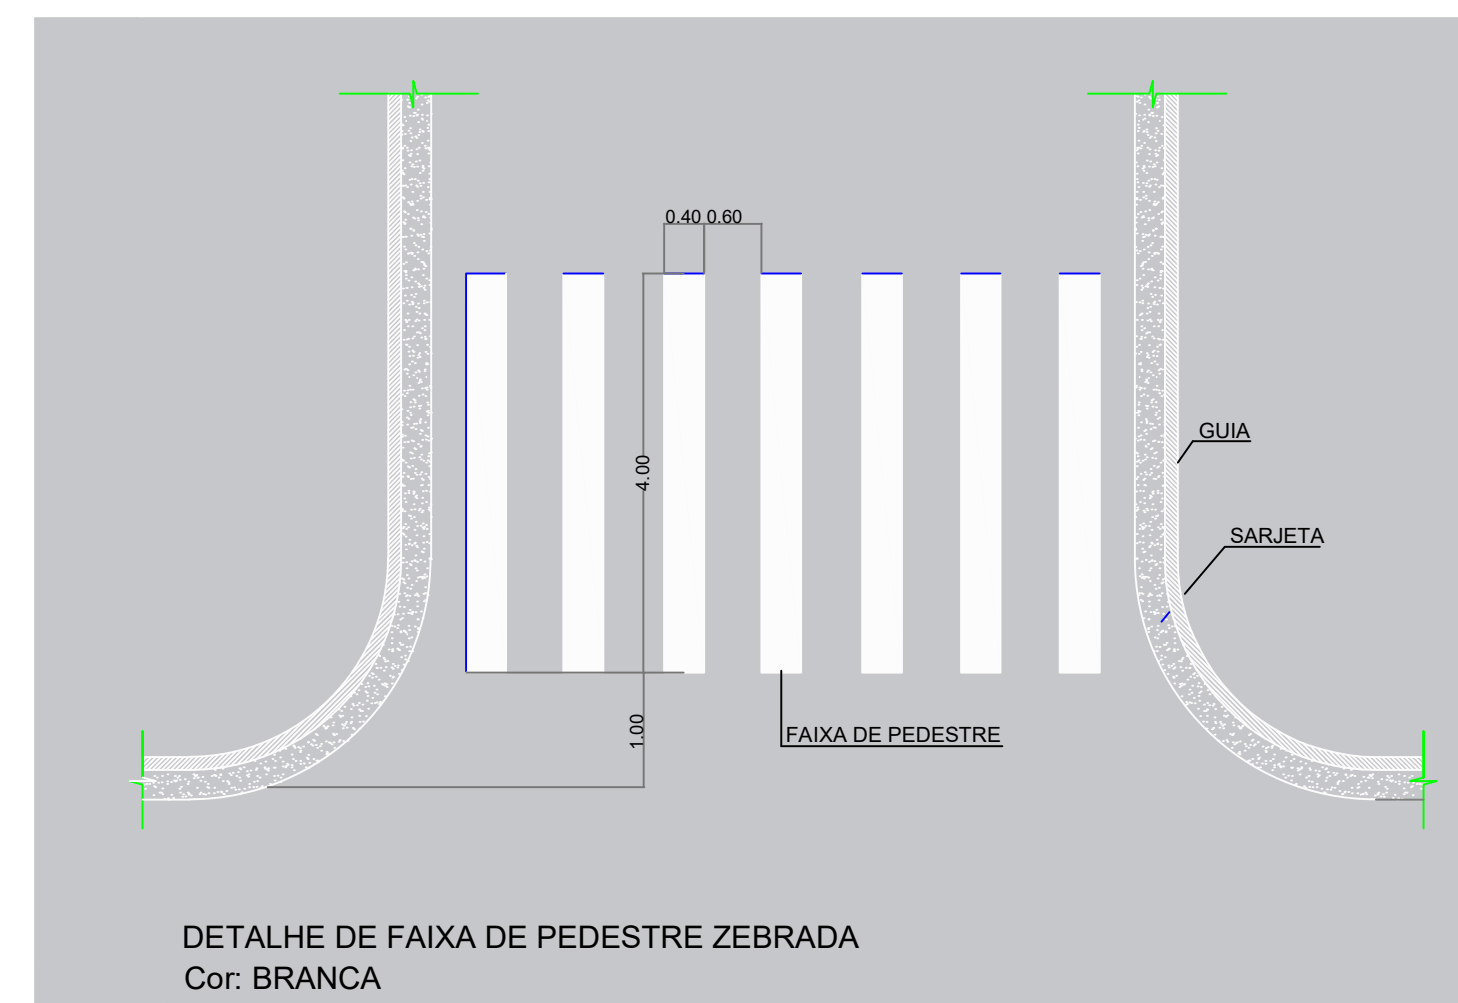 0.40 0.60
4.00
GUIA
SARJETA
1.00
FAIXA DE PEDESTRE
DETALHE DE FAIXA DE PEDESTRE ZEBRADA
Cor: BRANCA